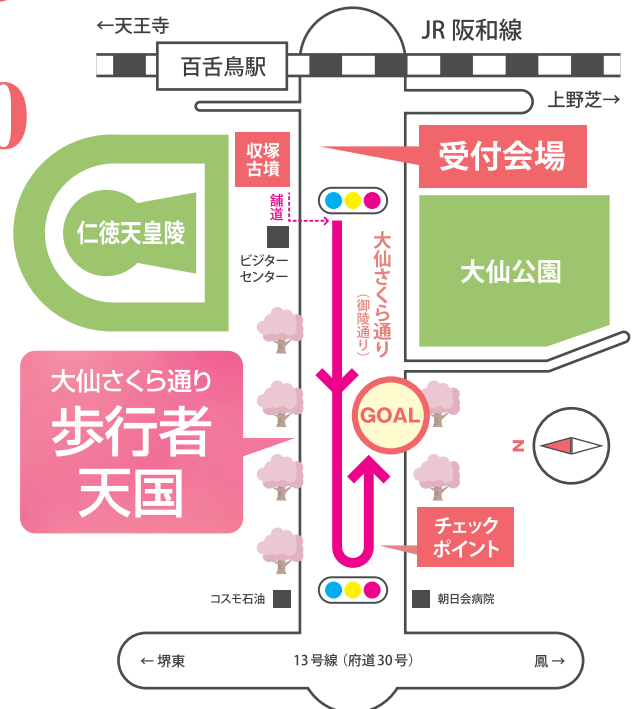 ←天王寺
JR 阪和線
百舌鳥駅
上野芝→
0
収塚
古墳
受付会場
舗道
仁徳天皇陵
ビジター
センター
大仙さくら通り
（御陵通り）
大仙公園
大仙さくら通り
歩行者
天国
GOAL
N
チェック
ポイント
コスモ石油
朝日会病院
←堺東
13号線（府道30号）
鳳→